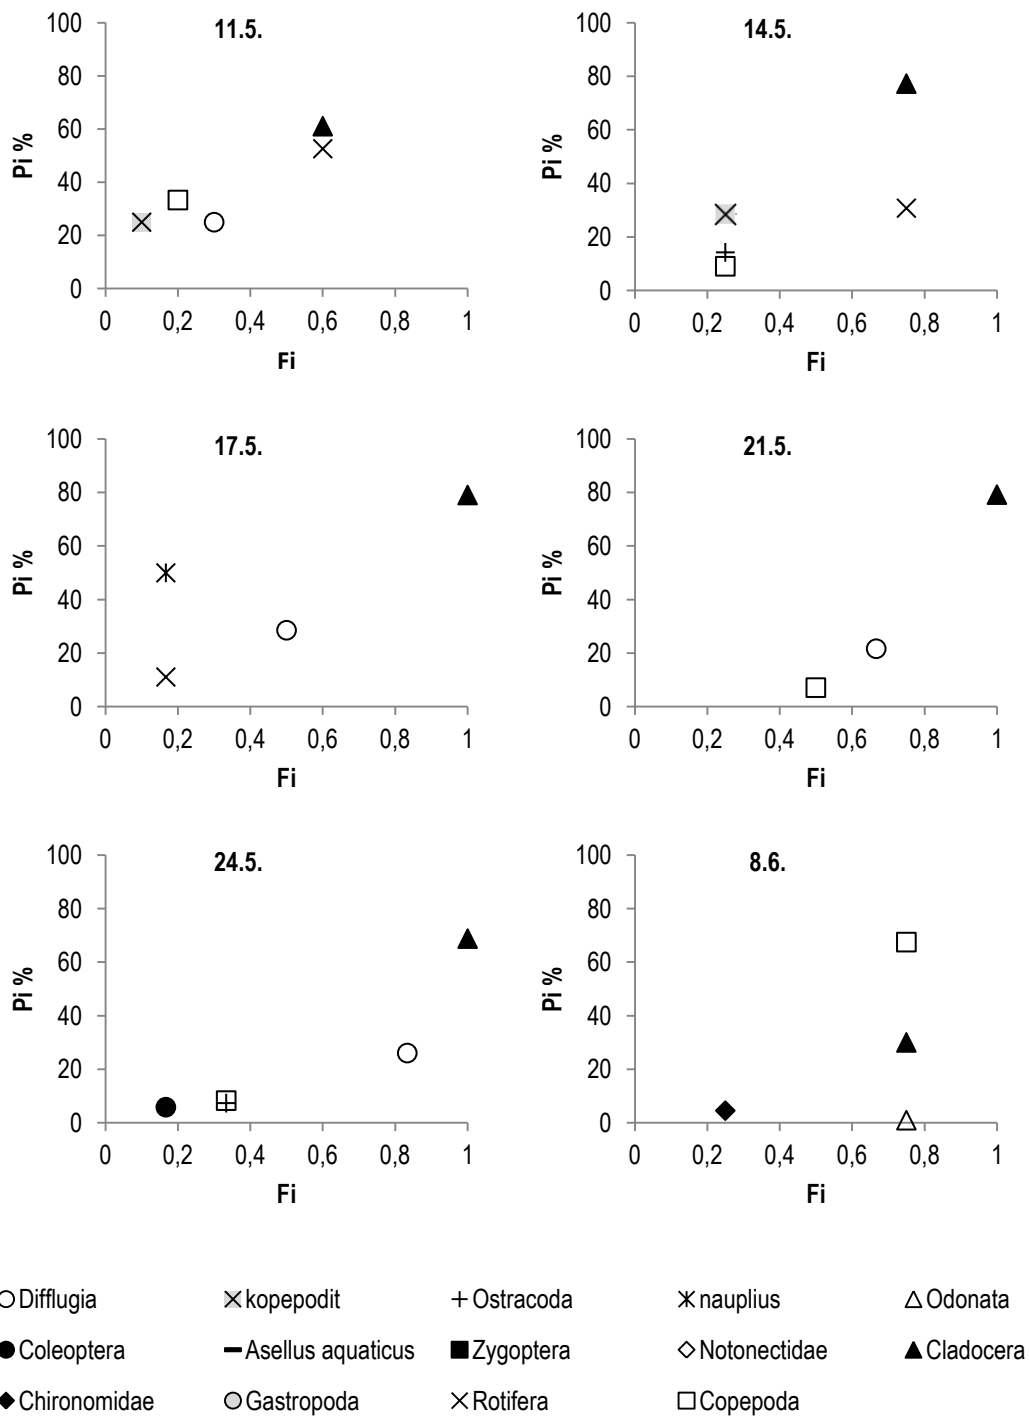 11.5.
100
80
60
40
20
0
Pi %
0 0,2 0,4 0,6 0,8 1
Fi
14.5.
100
80
60
40
20
0
Pi %
0 0,2 0,4 0,6 0,8 1
Fi
17.5.
100
80
60
40
20
0
Pi %
0 0,2 0,4 0,6 0,8 1
Fi
21.5.
100
80
60
40
20
0
Pi %
0 0,2 0,4 0,6 0,8 1
Fi
24.5.
100
80
60
40
20
0
Pi %
0 0,2 0,4 0,6 0,8 1
Fi
8.6.
100
80
60
40
20
0
Pi %
0 0,2 0,4 0,6 0,8 1
Fi
Difflugia kopepodit Ostracoda nauplius Odonata
Coleoptera Asellus aquaticus Zygoptera Notonectidae Cladocera
Chironomidae Gastropoda Rotifera Copepoda